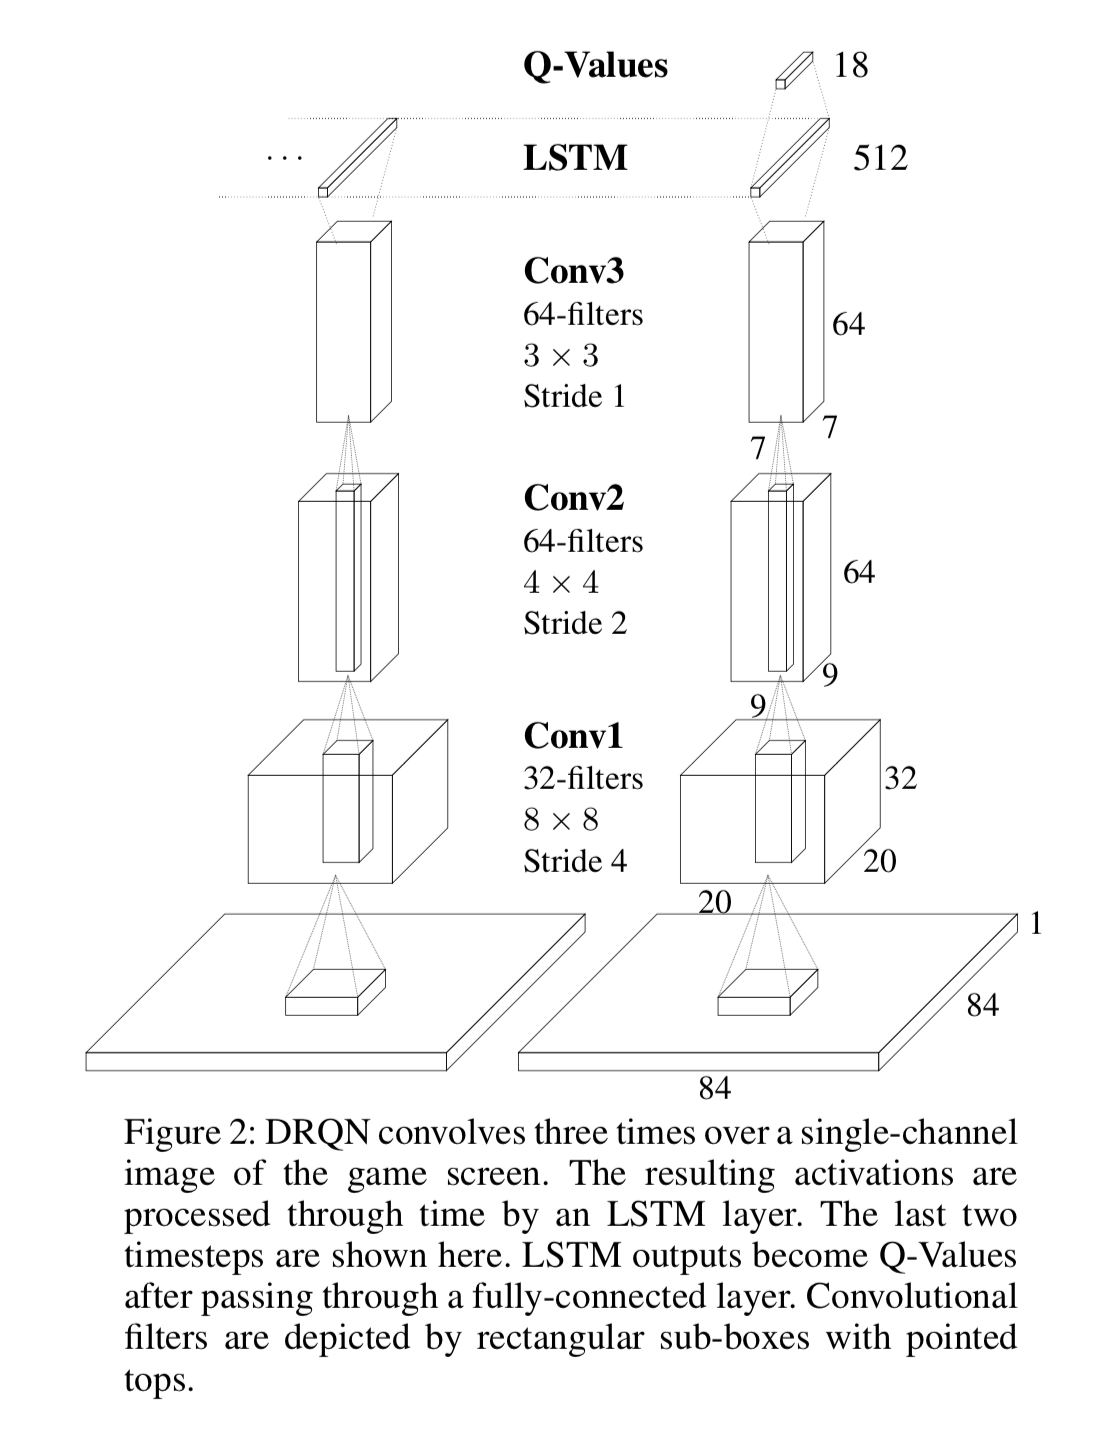 Q-Values
18
...
LSTM
512
Conv3
64-filters
3 × 3
Stride 1
64
7
7
Conv2
64-filters
4 × 4
Stride 2
64
9
9
Conv1
32-filters
8 × 8
Stride 4
32
20
20
1
84
84
Figure 2: DRQN convolves three times over a single-channel
image of the game screen. The resulting activations are
processed through time by an LSTM layer. The last two
timesteps are shown here. LSTM outputs become Q-Values
after passing through a fully-connected layer. Convolutional
filters are depicted by rectangular sub-boxes with pointed
tops.